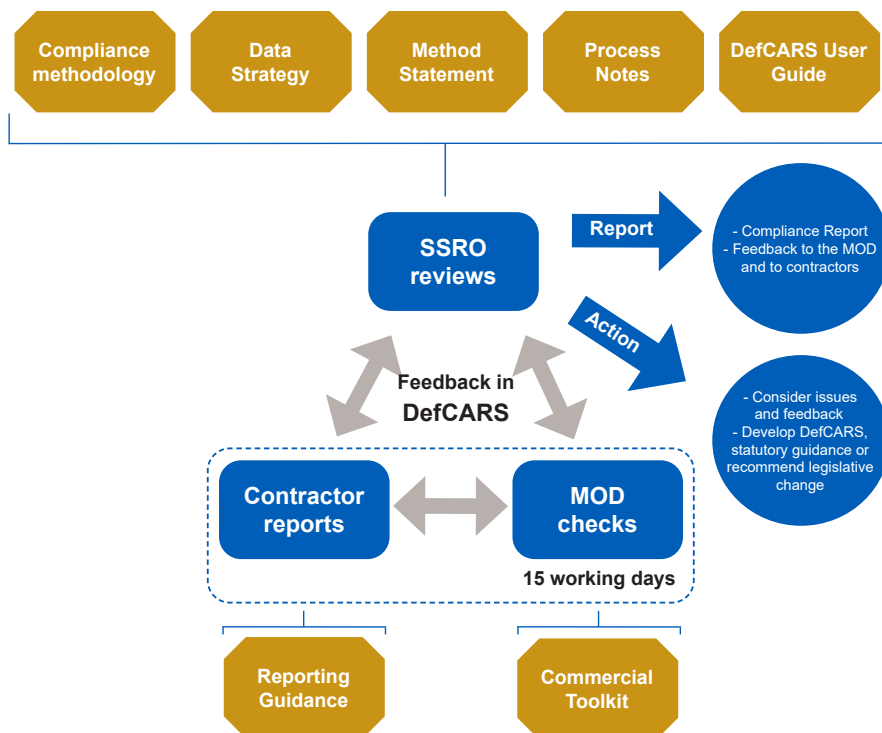 Compliance
methodology
Data
Strategy
Method
Statement
Process
Notes
DefCARS User
Guide
SSRO
reviews
Report
- Compliance Report
- Feedback to the MOD
and to contractors
Action
- Consider issues
and feedback
- Develop DefCARS,
statutory guidance or
recommend legislative
change
Feedback in
DefCARS
Contractor
reports
MOD
checks
15 working days
Reporting
Guidance
Commercial
Toolkit